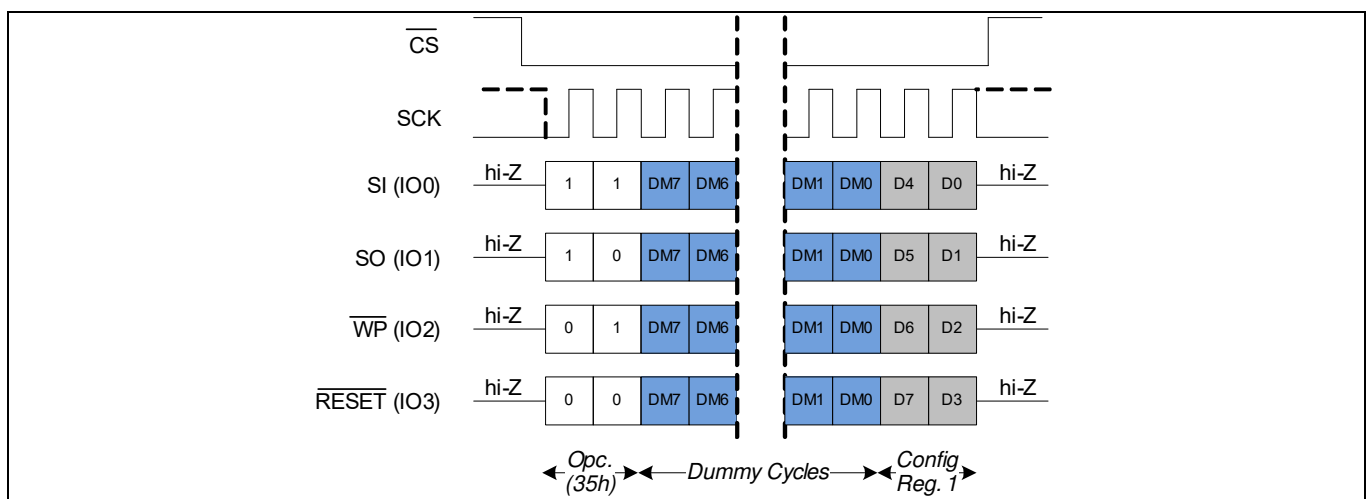 CS
SCK
SI (IO0) hi-Z 1 1 DM7 DM6 DM1 DM0 D4 D0 hi-Z
SO (IO1) hi-Z 1 0 DM7 DM6 DM1 DM0 D5 D1 hi-Z
WP (IO2) hi-Z 0 1 DM7 DM6 DM1 DM0 D6 D2 hi-Z
RESET (IO3) hi-Z 0 0 DM7 DM6 DM1 DM0 D7 D3 hi-Z
Opc. Dummy Cycles Config
(35h) Reg. 1